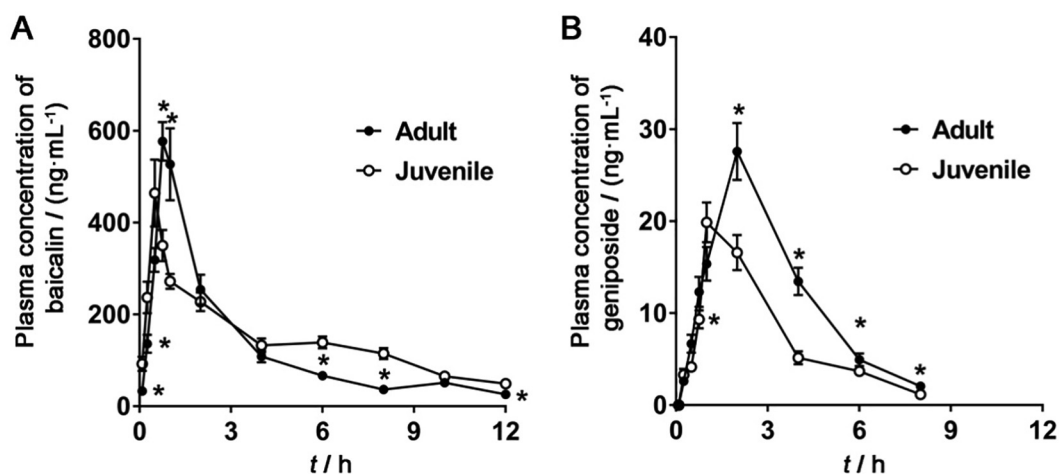 A
Plasma concentration of
baicalin / (ng·mL⁻¹)
800
600
400
200
0
* *
*
*
*
*
*
Adult
Juvenile
0 3 6 9 12
t / h
B
Plasma concentration of
geniposide / (ng·mL⁻¹)
40
30
20
10
0
*
*
*
*
*
Adult
Juvenile
0 3 6 9 12
t / h